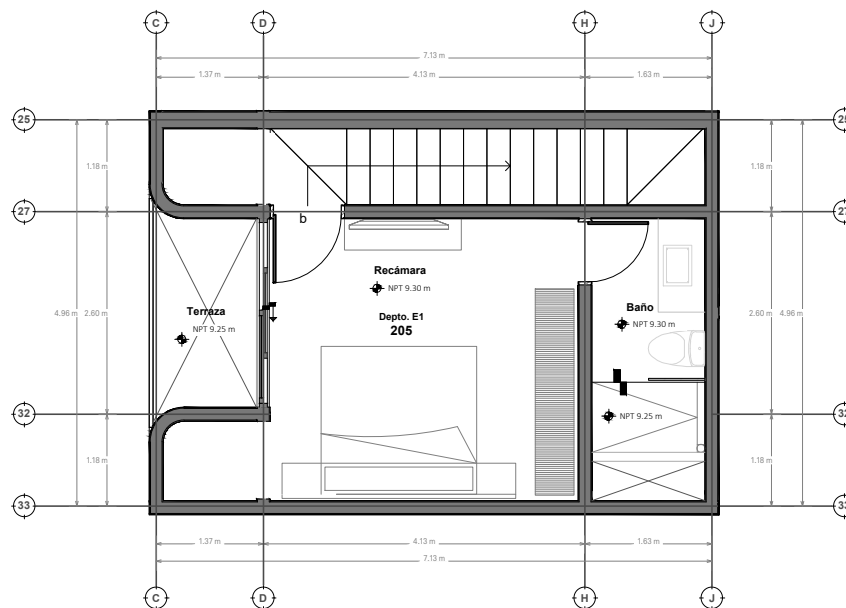 C D H J
7.13 m
1.37 m 4.13 m 1.63 m
25 25
1.18 m 1.18 m
27 27
b
Recámara
NPT 9.30 m
Terraza
NPT 9.25 m
Depto. E1
205
Baño
NPT 9.30 m
4.96 m 2.60 m 2.60 m 4.96 m
32 32
NPT 9.25 m
1.18 m 1.18 m
33 33
1.37 m 4.13 m 1.63 m
7.13 m
C D H J